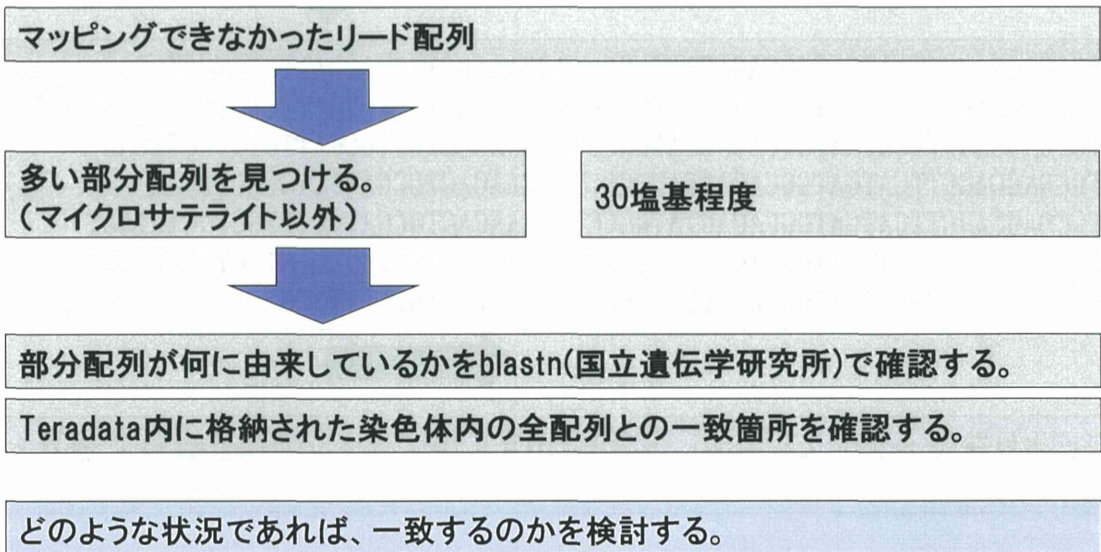 マッピングできなかったリード配列
多い部分配列を見つける。
(マイクロサテライト以外)
30塩基程度
部分配列が何に由来しているかをblastn(国立遺伝学研究所)で確認する。
Teradata内に格納された染色体内の全配列との一致箇所を確認する。
どのような状況であれば、一致するのかを検討する。